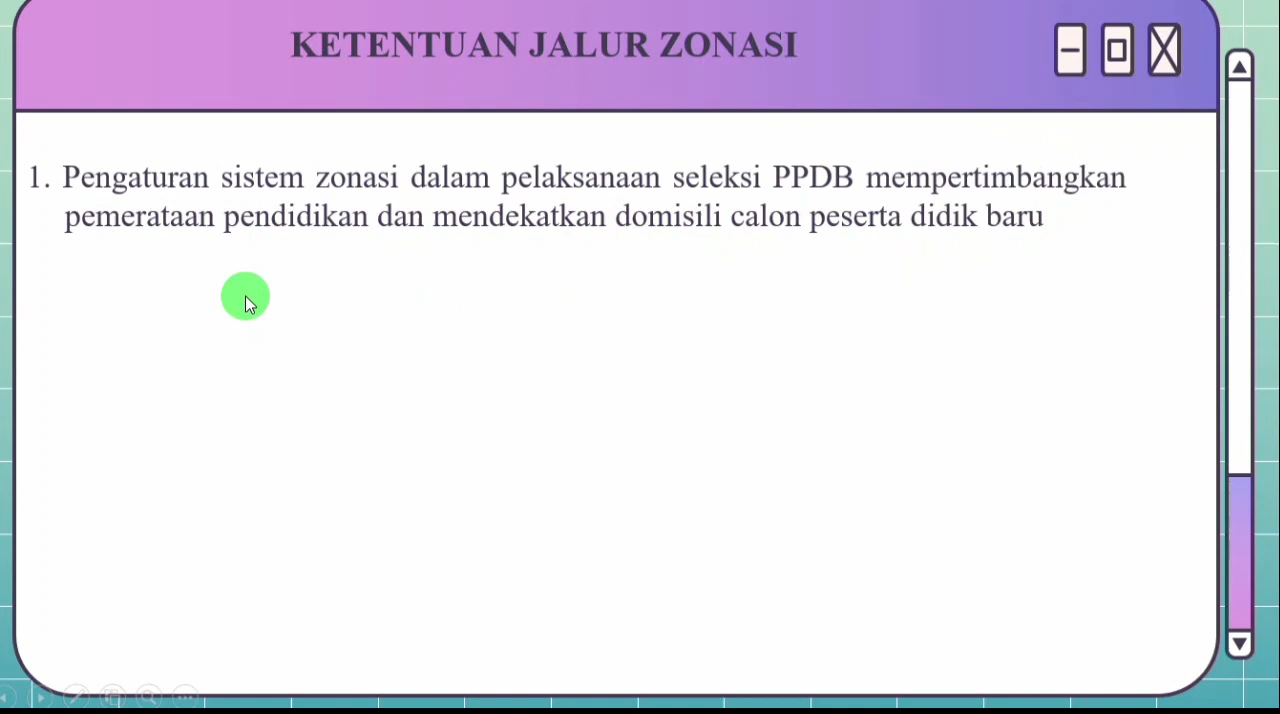 KETENTUAN JALUR ZONASI
1. Pengaturan sistem zonasi dalam pelaksanaan seleksi PPDB mempertimbangkan
pemerataan pendidikan dan mendekatkan domisili calon peserta didik baru